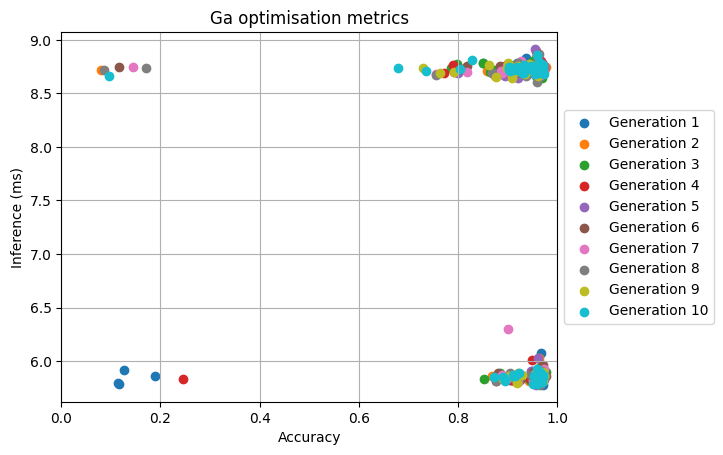 Ga optimisation metrics
9.0
8.5
8.0
7.5
7.0
6.5
6.0
Inference (ms)
0.0 0.2 0.4 0.6 0.8 1.0
Accuracy
Generation 1
Generation 2
Generation 3
Generation 4
Generation 5
Generation 6
Generation 7
Generation 8
Generation 9
Generation 10